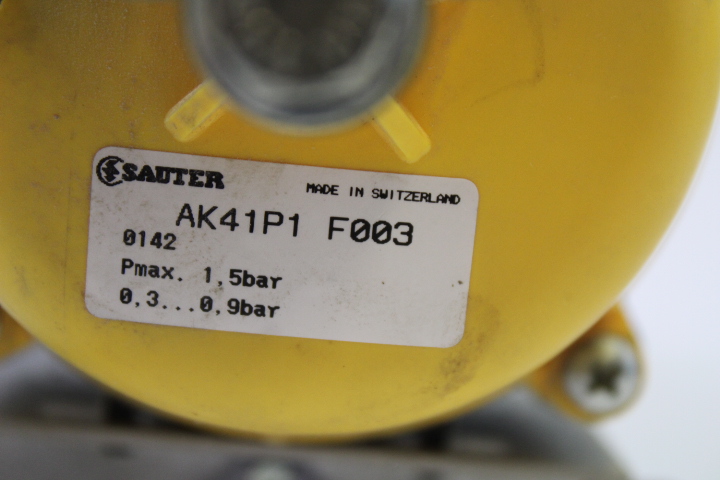 SAUTER
MADE IN SWITZERLAND
AK41P1 F003
0142
Pmax. 1,5bar
0,3...0,9bar